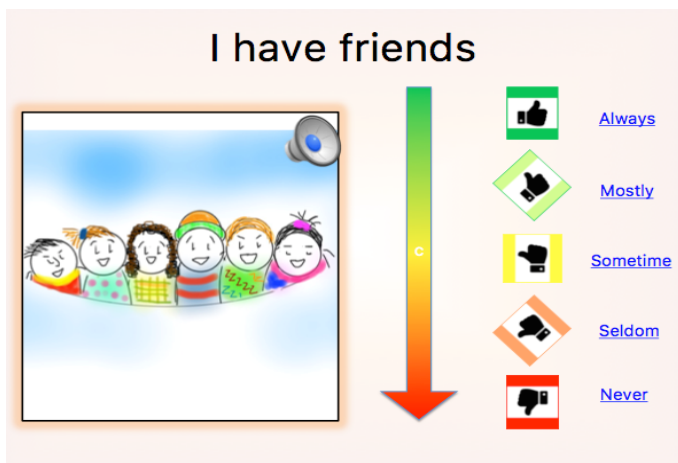 I have friends
Always
Mostly
C
Sometime
Seldom
Never